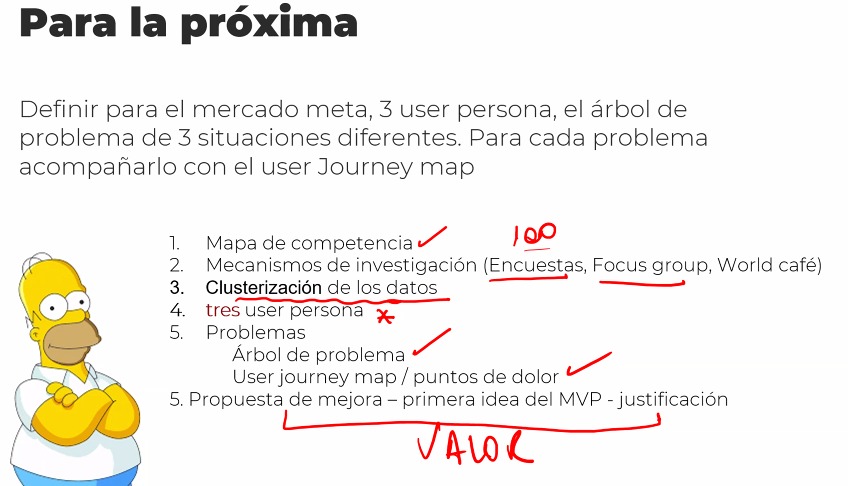 Para la próxima
Definir para el mercado meta, 3 user persona, el árbol de
problema de 3 situaciones diferentes. Para cada problema
acompañarlo con el user Journey map
100
1. Mapa de competencia
2. Mecanismos de investigación (Encuestas, Focus group, World café)
3. Clusterización de los datos
4. tres user persona *
5. Problemas
Árbol de problema
User journey map / puntos de dolor
5. Propuesta de mejora – primera idea del MVP - justificación
VALOR